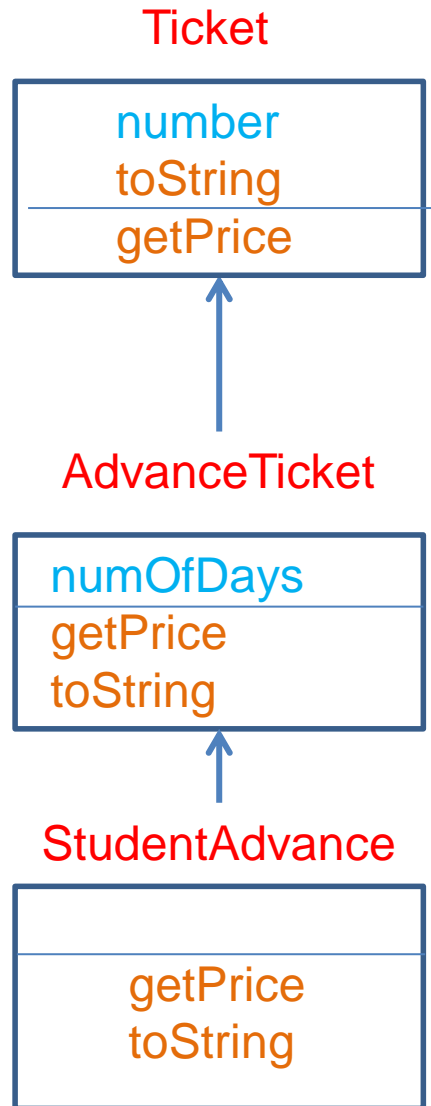 Ticket
number
toString
getPrice
AdvanceTicket
numOfDays
getPrice
toString
StudentAdvance
getPrice
toString